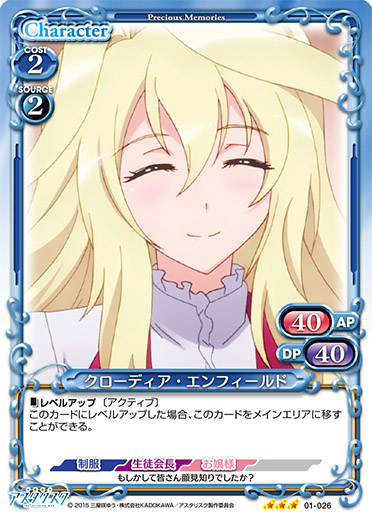 Precious Memories
Character
COST
2
SOURCE
2
40 AP
DP 40
クローディア・エンフィールド
レベルアップ［アクティブ］
このカードにレベルアップした場合、このカードをメインエリアに移す
ことができる。
制服 生徒会長 お嬢様
もしかして皆さん顔見知りでしたか？
アスタリスク
© 2015 三屋咲ゆう・株式会社KADOKAWA／アスタリスク製作委員会
01-026